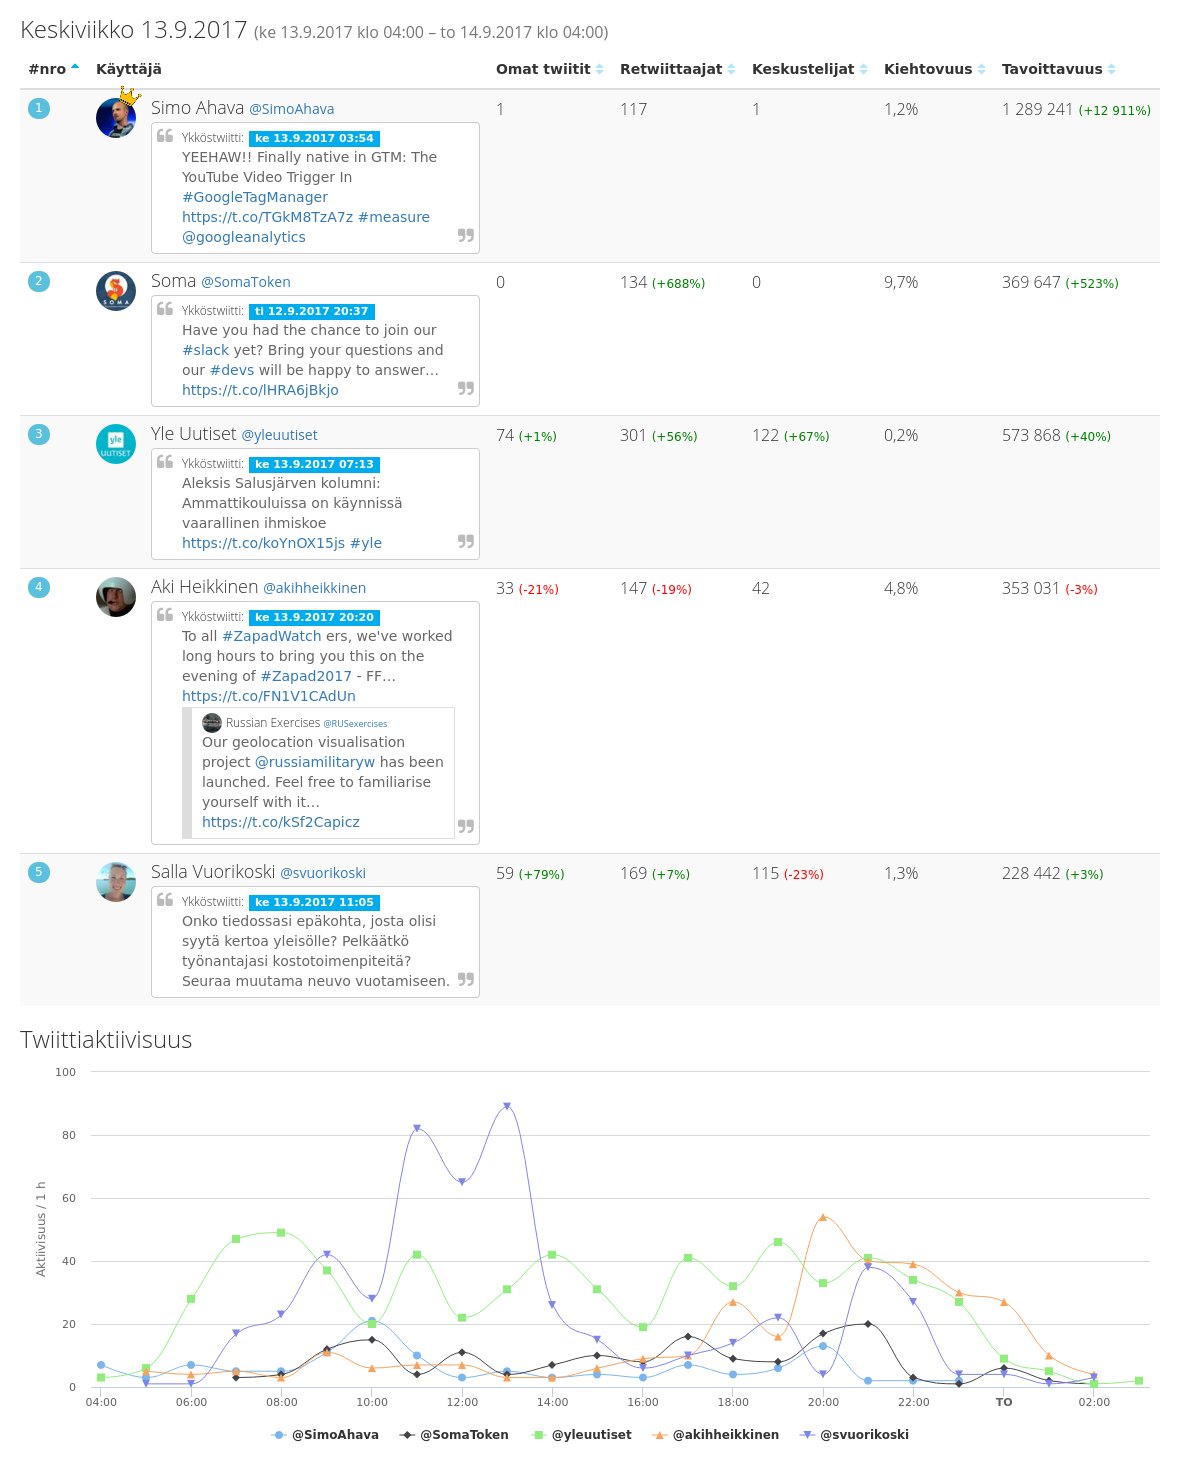 Keskiviikko 13.9.2017 (ke 13.9.2017 klo 04:00 – to 14.9.2017 klo 04:00)
#nro Käyttäjä Omat twiitit Retwiittaajat Keskustelijat Kiehtovuus Tavoittavuus
1 Simo Ahava @SimoAhava 1 117 1 1,2% 1 289 241 (+12 911%)
Ykköstwiitti: ke 13.9.2017 03:54
YEEHAW!! Finally native in GTM: The
YouTube Video Trigger In
#GoogleTagManager
https://t.co/TGkM8TzA7z #measure
@googleanalytics
2 Soma @SomaToken 0 134 (+688%) 0 9,7% 369 647 (+523%)
SOMA
Ykköstwiitti: ti 12.9.2017 20:37
Have you had the chance to join our
#slack yet? Bring your questions and
our #devs will be happy to answer…
https://t.co/lHRA6jBkjo
3 Yle Uutiset @yleuutiset 74 (+1%) 301 (+56%) 122 (+67%) 0,2% 573 868 (+40%)
yle
UUTISET
Ykköstwiitti: ke 13.9.2017 07:13
Aleksis Salusjärven kolumni:
Ammattikouluissa on käynnissä
vaarallinen ihmiskoe
https://t.co/koYnOX15js #yle
4 Aki Heikkinen @akihheikkinen 33 (-21%) 147 (-19%) 42 4,8% 353 031 (-3%)
Ykköstwiitti: ke 13.9.2017 20:20
To all #ZapadWatch ers, we've worked
long hours to bring you this on the
evening of #Zapad2017 - FF…
https://t.co/FN1V1CAdUn
Russian Exercises @RUSexercises
Our geolocation visualisation
project @russiamilitaryw has been
launched. Feel free to familiarise
yourself with it…
https://t.co/kSf2Capicz
5 Salla Vuorikoski @svuorikoski 59 (+79%) 169 (+7%) 115 (-23%) 1,3% 228 442 (+3%)
Ykköstwiitti: ke 13.9.2017 11:05
Onko tiedossasi epäkohta, josta olisi
syytä kertoa yleisölle? Pelkäätkö
työnantajasi kostotoimenpiteitä?
Seuraa muutama neuvo vuotamiseen.
Twiittiaktiivisuus
Aktiivisuus / 1 h
100
80
60
40
20
0
04:00 06:00 08:00 10:00 12:00 14:00 16:00 18:00 20:00 22:00 TO 02:00
@SimoAhava @SomaToken @yleuutiset @akihheikkinen @svuorikoski